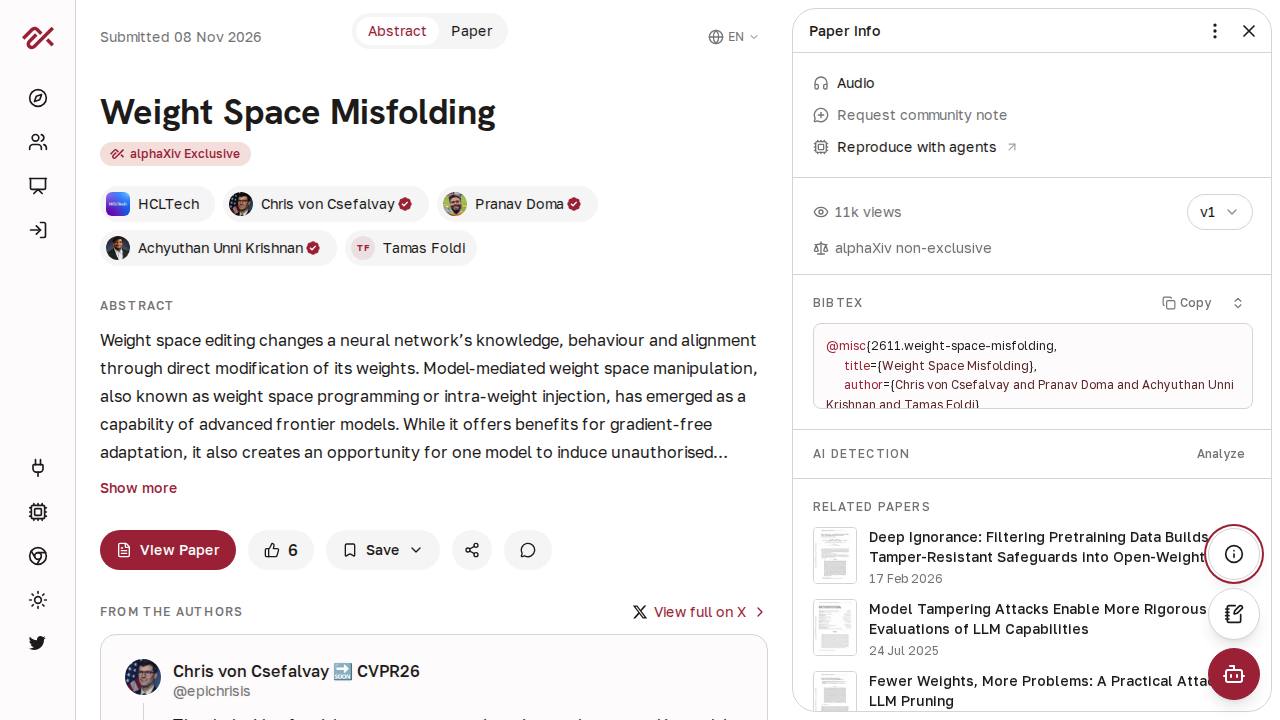 Submitted 08 Nov 2026
Abstract
Paper
EN
Weight Space Misfolding
alphaXiv Exclusive
HCLTech
Chris von Csefalvay
Pranav Doma
Achyuthan Unni Krishnan
TF
Tamas Foldi
ABSTRACT
Weight space editing changes a neural network’s knowledge, behaviour and alignment
through direct modification of its weights. Model-mediated weight space manipulation,
also known as weight space programming or intra-weight injection, has emerged as a
capability of advanced frontier models. While it offers benefits for gradient-free
adaptation, it also creates an opportunity for one model to induce unauthorised...
Show more
View Paper
6
Save
FROM THE AUTHORS
View full on X
Chris von Csefalvay 🔜 CVPR26
@epichrisis
Paper Info
Audio
Request community note
Reproduce with agents
11k views
v1
alphaXiv non-exclusive
BIBTEX
Copy
@misc{2611.weight-space-misfolding,
title={Weight Space Misfolding},
author={Chris von Csefalvay and Pranav Doma and Achyuthan Unni
Krishnan and Tamas Foldi}
AI DETECTION
Analyze
RELATED PAPERS
Deep Ignorance: Filtering Pretraining Data Builds
Tamper-Resistant Safeguards into Open-Weight
17 Feb 2026
Model Tampering Attacks Enable More Rigorous
Evaluations of LLM Capabilities
24 Jul 2025
Fewer Weights, More Problems: A Practical
LLM Pruning